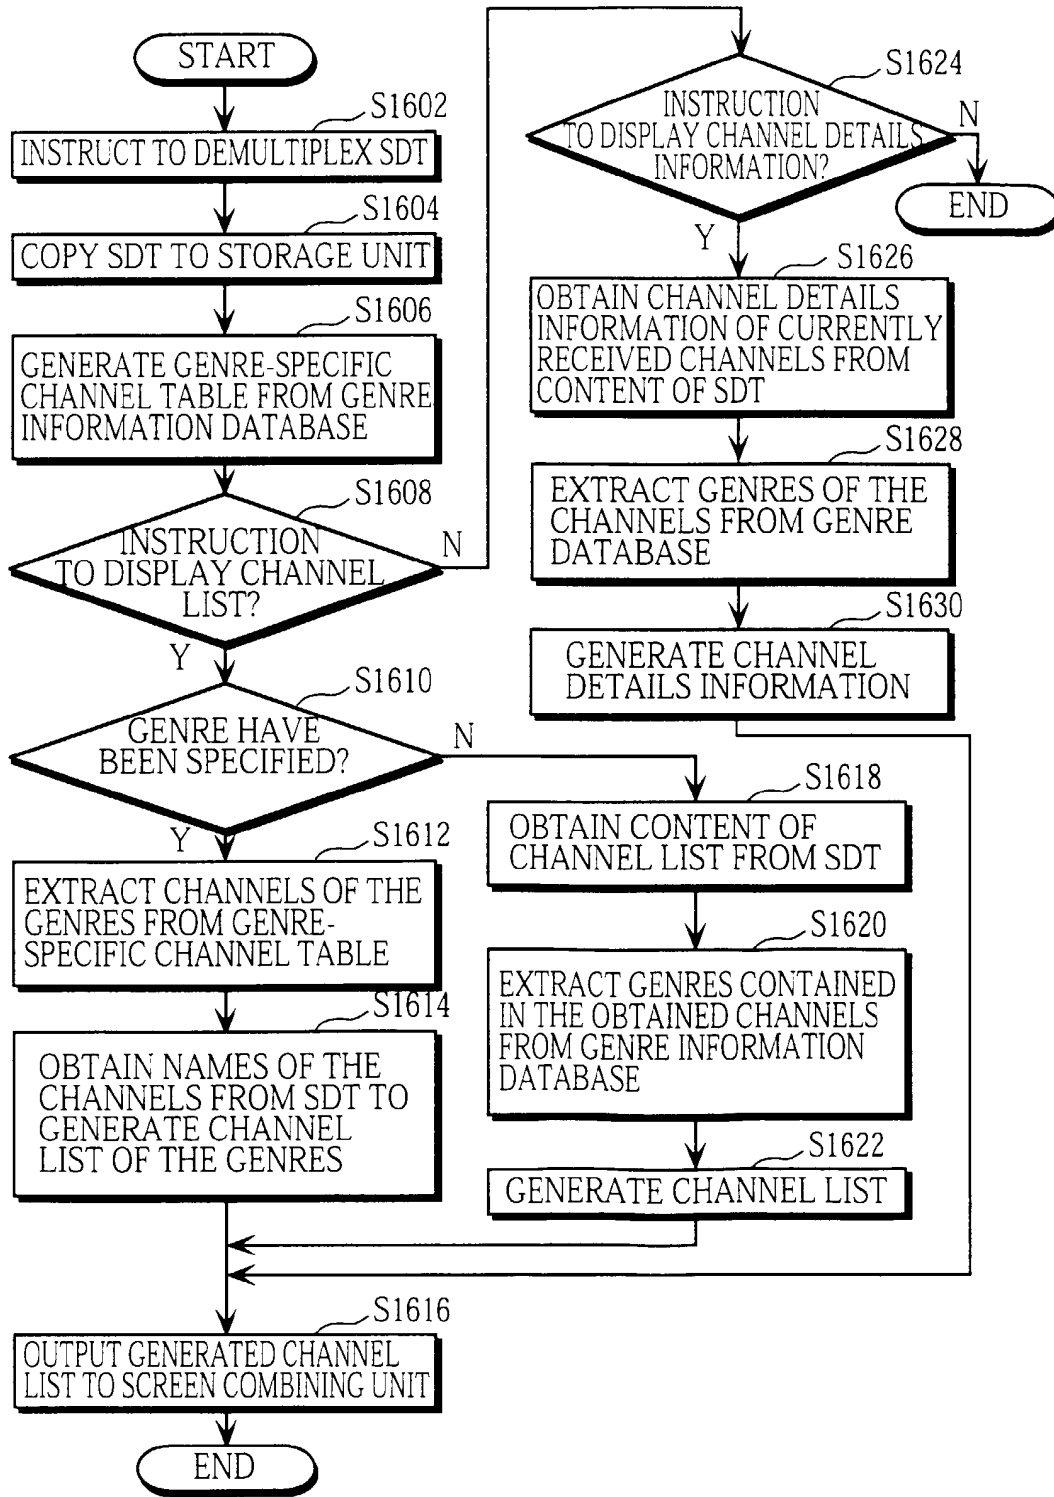 START
S1602
INSTRUCT TO DEMULTIPLEX SDT
S1604
COPY SDT TO STORAGE UNIT
S1606
GENERATE GENRE-SPECIFIC
CHANNEL TABLE FROM GENRE
INFORMATION DATABASE
S1608
INSTRUCTION
TO DISPLAY CHANNEL
LIST?
N
Y
S1610
GENRE HAVE
BEEN SPECIFIED?
N
Y
S1612
EXTRACT CHANNELS OF THE
GENRES FROM GENRE-
SPECIFIC CHANNEL TABLE
S1614
OBTAIN NAMES OF THE
CHANNELS FROM SDT TO
GENERATE CHANNEL
LIST OF THE GENRES
S1618
OBTAIN CONTENT OF
CHANNEL LIST FROM SDT
S1620
EXTRACT GENRES CONTAINED
IN THE OBTAINED CHANNELS
FROM GENRE INFORMATION
DATABASE
S1622
GENERATE CHANNEL LIST
S1616
OUTPUT GENERATED CHANNEL
LIST TO SCREEN COMBINING UNIT
END
S1624
INSTRUCTION
TO DISPLAY CHANNEL DETAILS
INFORMATION?
N
END
Y
S1626
OBTAIN CHANNEL DETAILS
INFORMATION OF CURRENTLY
RECEIVED CHANNELS FROM
CONTENT OF SDT
S1628
EXTRACT GENRES OF THE
CHANNELS FROM GENRE
DATABASE
S1630
GENERATE CHANNEL
DETAILS INFORMATION